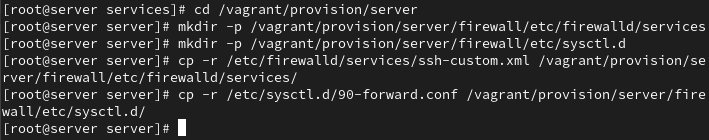 [root@server services]# cd /vagrant/provision/server
[root@server server]# mkdir -p /vagrant/provision/server/firewall/etc/firewalld/services
[root@server server]# mkdir -p /vagrant/provision/server/firewall/etc/sysctl.d
[root@server server]# cp -r /etc/firewalld/services/ssh-custom.xml /vagrant/provision/se
rver/firewall/etc/firewalld/services/
[root@server server]# cp -r /etc/sysctl.d/90-forward.conf /vagrant/provision/server/fire
wall/etc/sysctl.d/
[root@server server]#